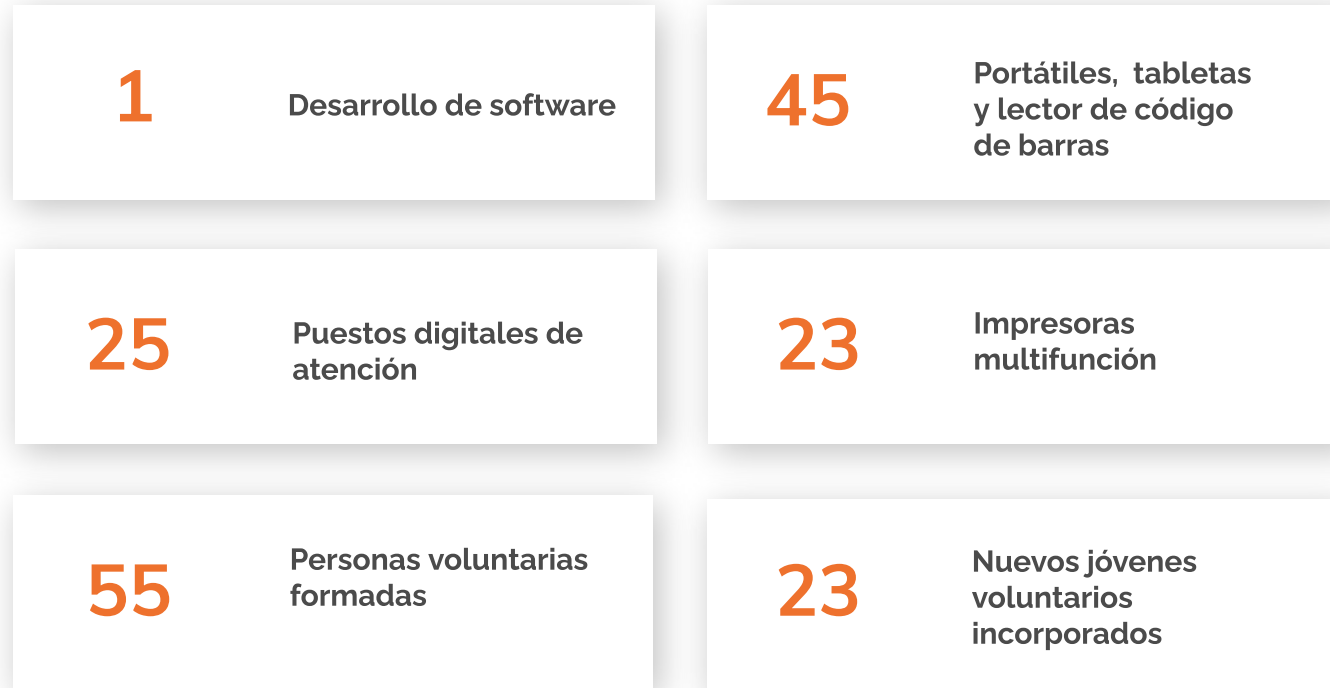 1
Desarrollo de software
45
Portátiles, tabletas
y lector de código
de barras
25
Puestos digitales de
atención
23
Impresoras
multifunción
55
Personas voluntarias
formadas
23
Nuevos jóvenes
voluntarios
incorporados